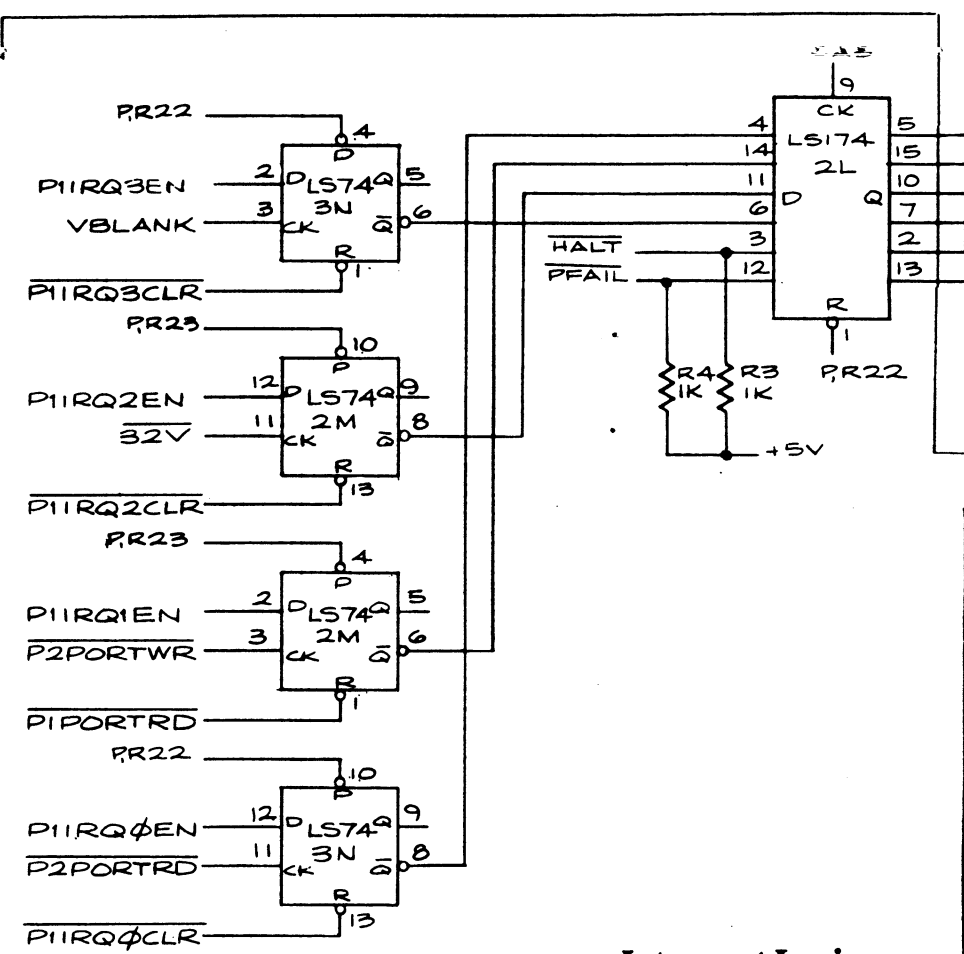 P,R22
4
D
P1IRQ3EN
2
D
LS74
Q
5
3N
VBLANK
3
CK
Q̅
6
R
1
P1IRQ3CLR
P,R23
10
P
P1IRQ2EN
12
D
LS74
Q
9
2M
32V
11
CK
Q̅
8
R
13
P1IRQ2CLR
P,R23
4
P
P1IRQ1EN
2
D
LS74
Q
5
2M
P2PORTWR
3
CK
Q̅
6
R
1
P1PORTRD
P,R22
10
P
P1IRQØEN
12
D
LS74
Q
9
3N
P2PORTRD
11
CK
Q̅
8
R
13
P1IRQØCLR
9
CK
LS174
2L
4
14
11
D
6
HALT
3
PFAIL
12
5
15
10
Q
7
2
13
R
1
P,R22
R4
1K
R3
1K
+5V